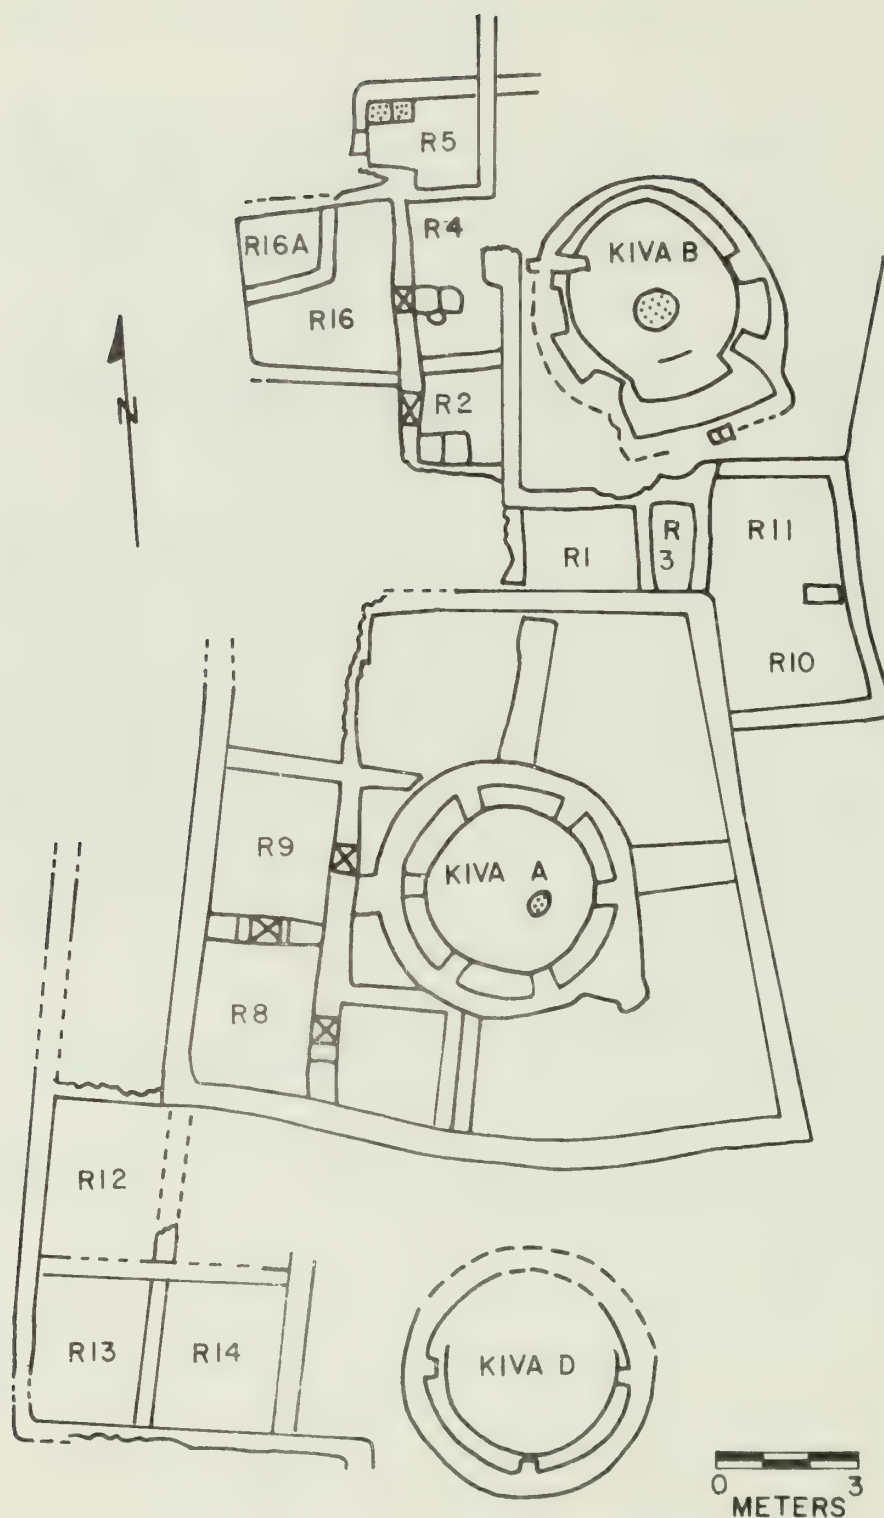 R5
R4
R16A
KIVA B
R16
N
R2
R11
R1
R
3
R10
R9
KIVA A
R8
R12
R13
R14
KIVA D
0 3
METERS